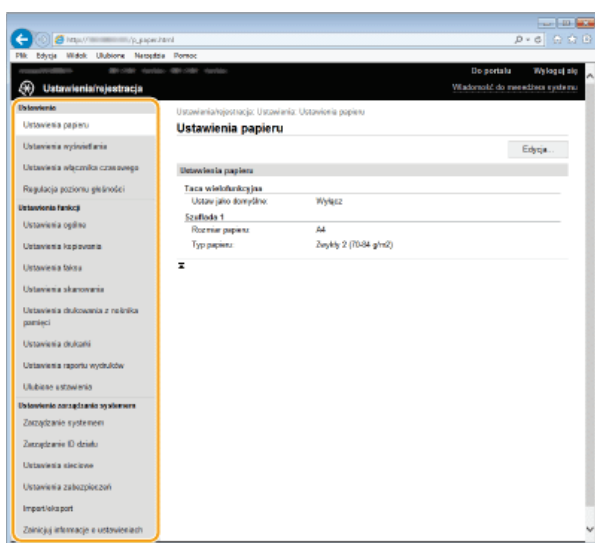 http:// /p_paper.html
Plik Edycja Widok Ulubione Narzędzia Pomoc
Do portalu Wyloguj się
Ustawienia/rejestracja
Wiadomość do menedżera systemu
Ustawienia
Ustawienia papieru
Ustawienia wyświetlania
Ustawienia włącznika czasowego
Regulacja poziomu głośności
Ustawienia funkcji
Ustawienia ogólne
Ustawienia kopiowania
Ustawienia faksu
Ustawienia skanowania
Ustawienia drukowania z nośnika
pamięci
Ustawienia drukarki
Ustawienia raportu wydruków
Ulubione ustawienia
Ustawienia zarządzania systemem
Zarządzanie systemem
Zarządzanie ID działu
Ustawienia sieciowe
Ustawienia zabezpieczeń
Import/eksport
Zainicjuj informacje o ustawieniach
Ustawienia/rejestracja: Ustawienia: Ustawienia papieru
Ustawienia papieru
Edycja...
Ustawienia papieru
Taca wielofunkcyjna
Ustaw jako domyślne: Wyłącz
Szuflada 1
Rozmiar papieru: A4
Typ papieru: Zwykły 2 (70-84 g/m2)